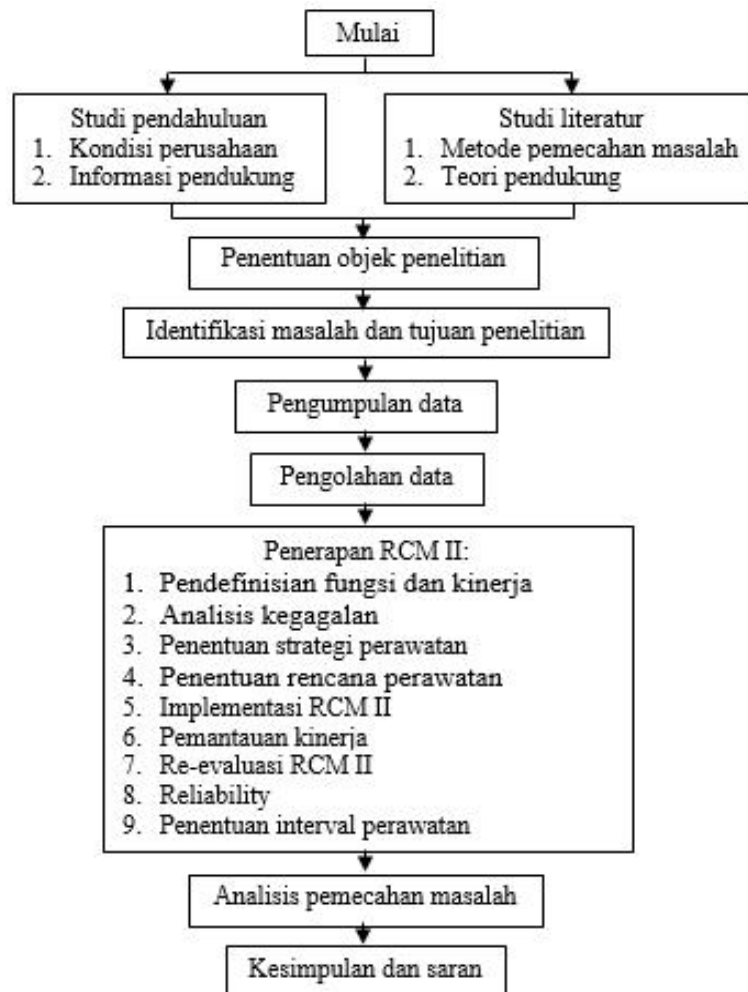 Mulai
Studi pendahuluan
1. Kondisi perusahaan
2. Informasi pendukung
Studi literatur
1. Metode pemecahan masalah
2. Teori pendukung
Penentuan objek penelitian
Identifikasi masalah dan tujuan penelitian
Pengumpulan data
Pengolahan data
Penerapan RCM II:
1. Pendefinisian fungsi dan kinerja
2. Analisis kegagalan
3. Penentuan strategi perawatan
4. Penentuan rencana perawatan
5. Implementasi RCM II
6. Pemantauan kinerja
7. Re-evaluasi RCM II
8. Reliability
9. Penentuan interval perawatan
Analisis pemecahan masalah
Kesimpulan dan saran